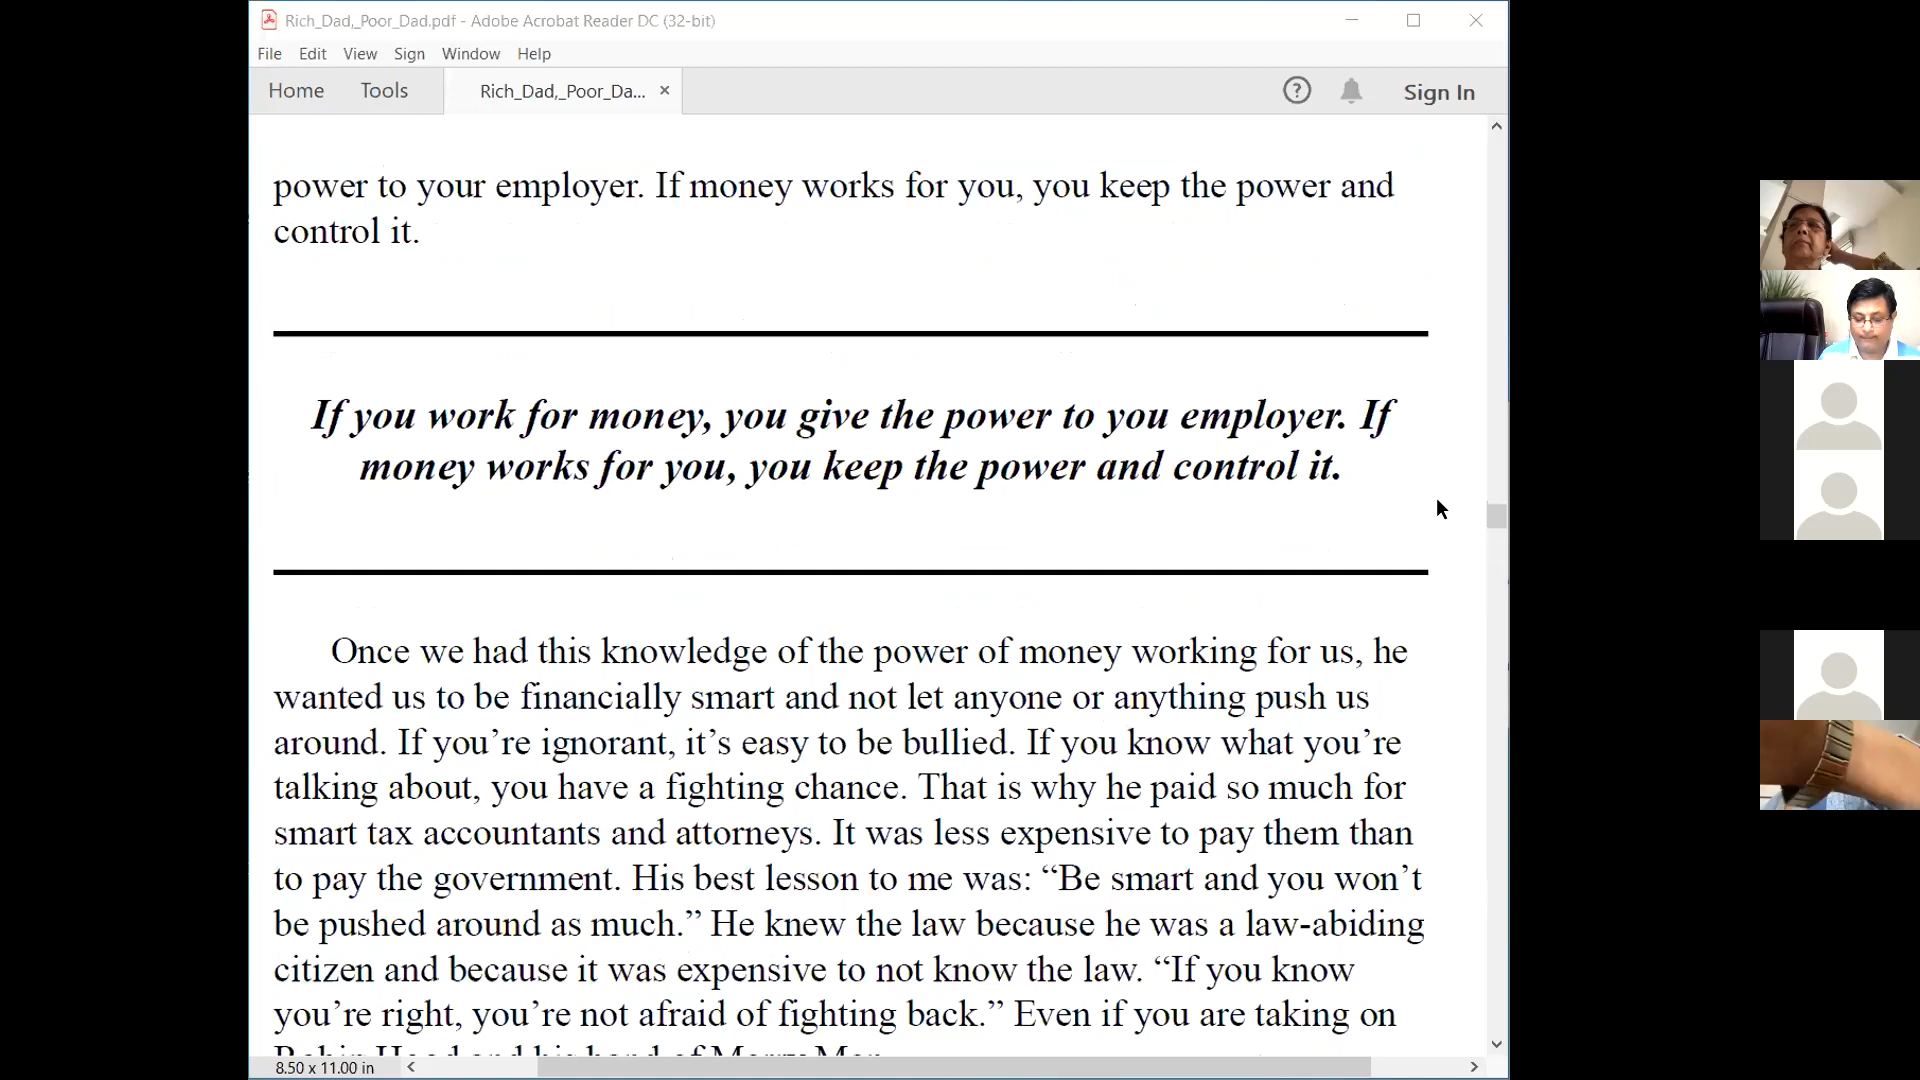 Rich_Dad,_Poor_Dad.pdf - Adobe Acrobat Reader DC (32-bit)
File Edit View Sign Window Help
Home Tools Rich_Dad,_Poor_Da... × Sign In
power to your employer. If money works for you, you keep the power and
control it.
If you work for money, you give the power to you employer. If
money works for you, you keep the power and control it.
Once we had this knowledge of the power of money working for us, he
wanted us to be financially smart and not let anyone or anything push us
around. If you’re ignorant, it’s easy to be bullied. If you know what you’re
talking about, you have a fighting chance. That is why he paid so much for
smart tax accountants and attorneys. It was less expensive to pay them than
to pay the government. His best lesson to me was: “Be smart and you won’t
be pushed around as much.” He knew the law because he was a law-abiding
citizen and because it was expensive to not know the law. “If you know
you’re right, you’re not afraid of fighting back.” Even if you are taking on
Robin Hood and his band of Merry Men.
8.50 x 11.00 in